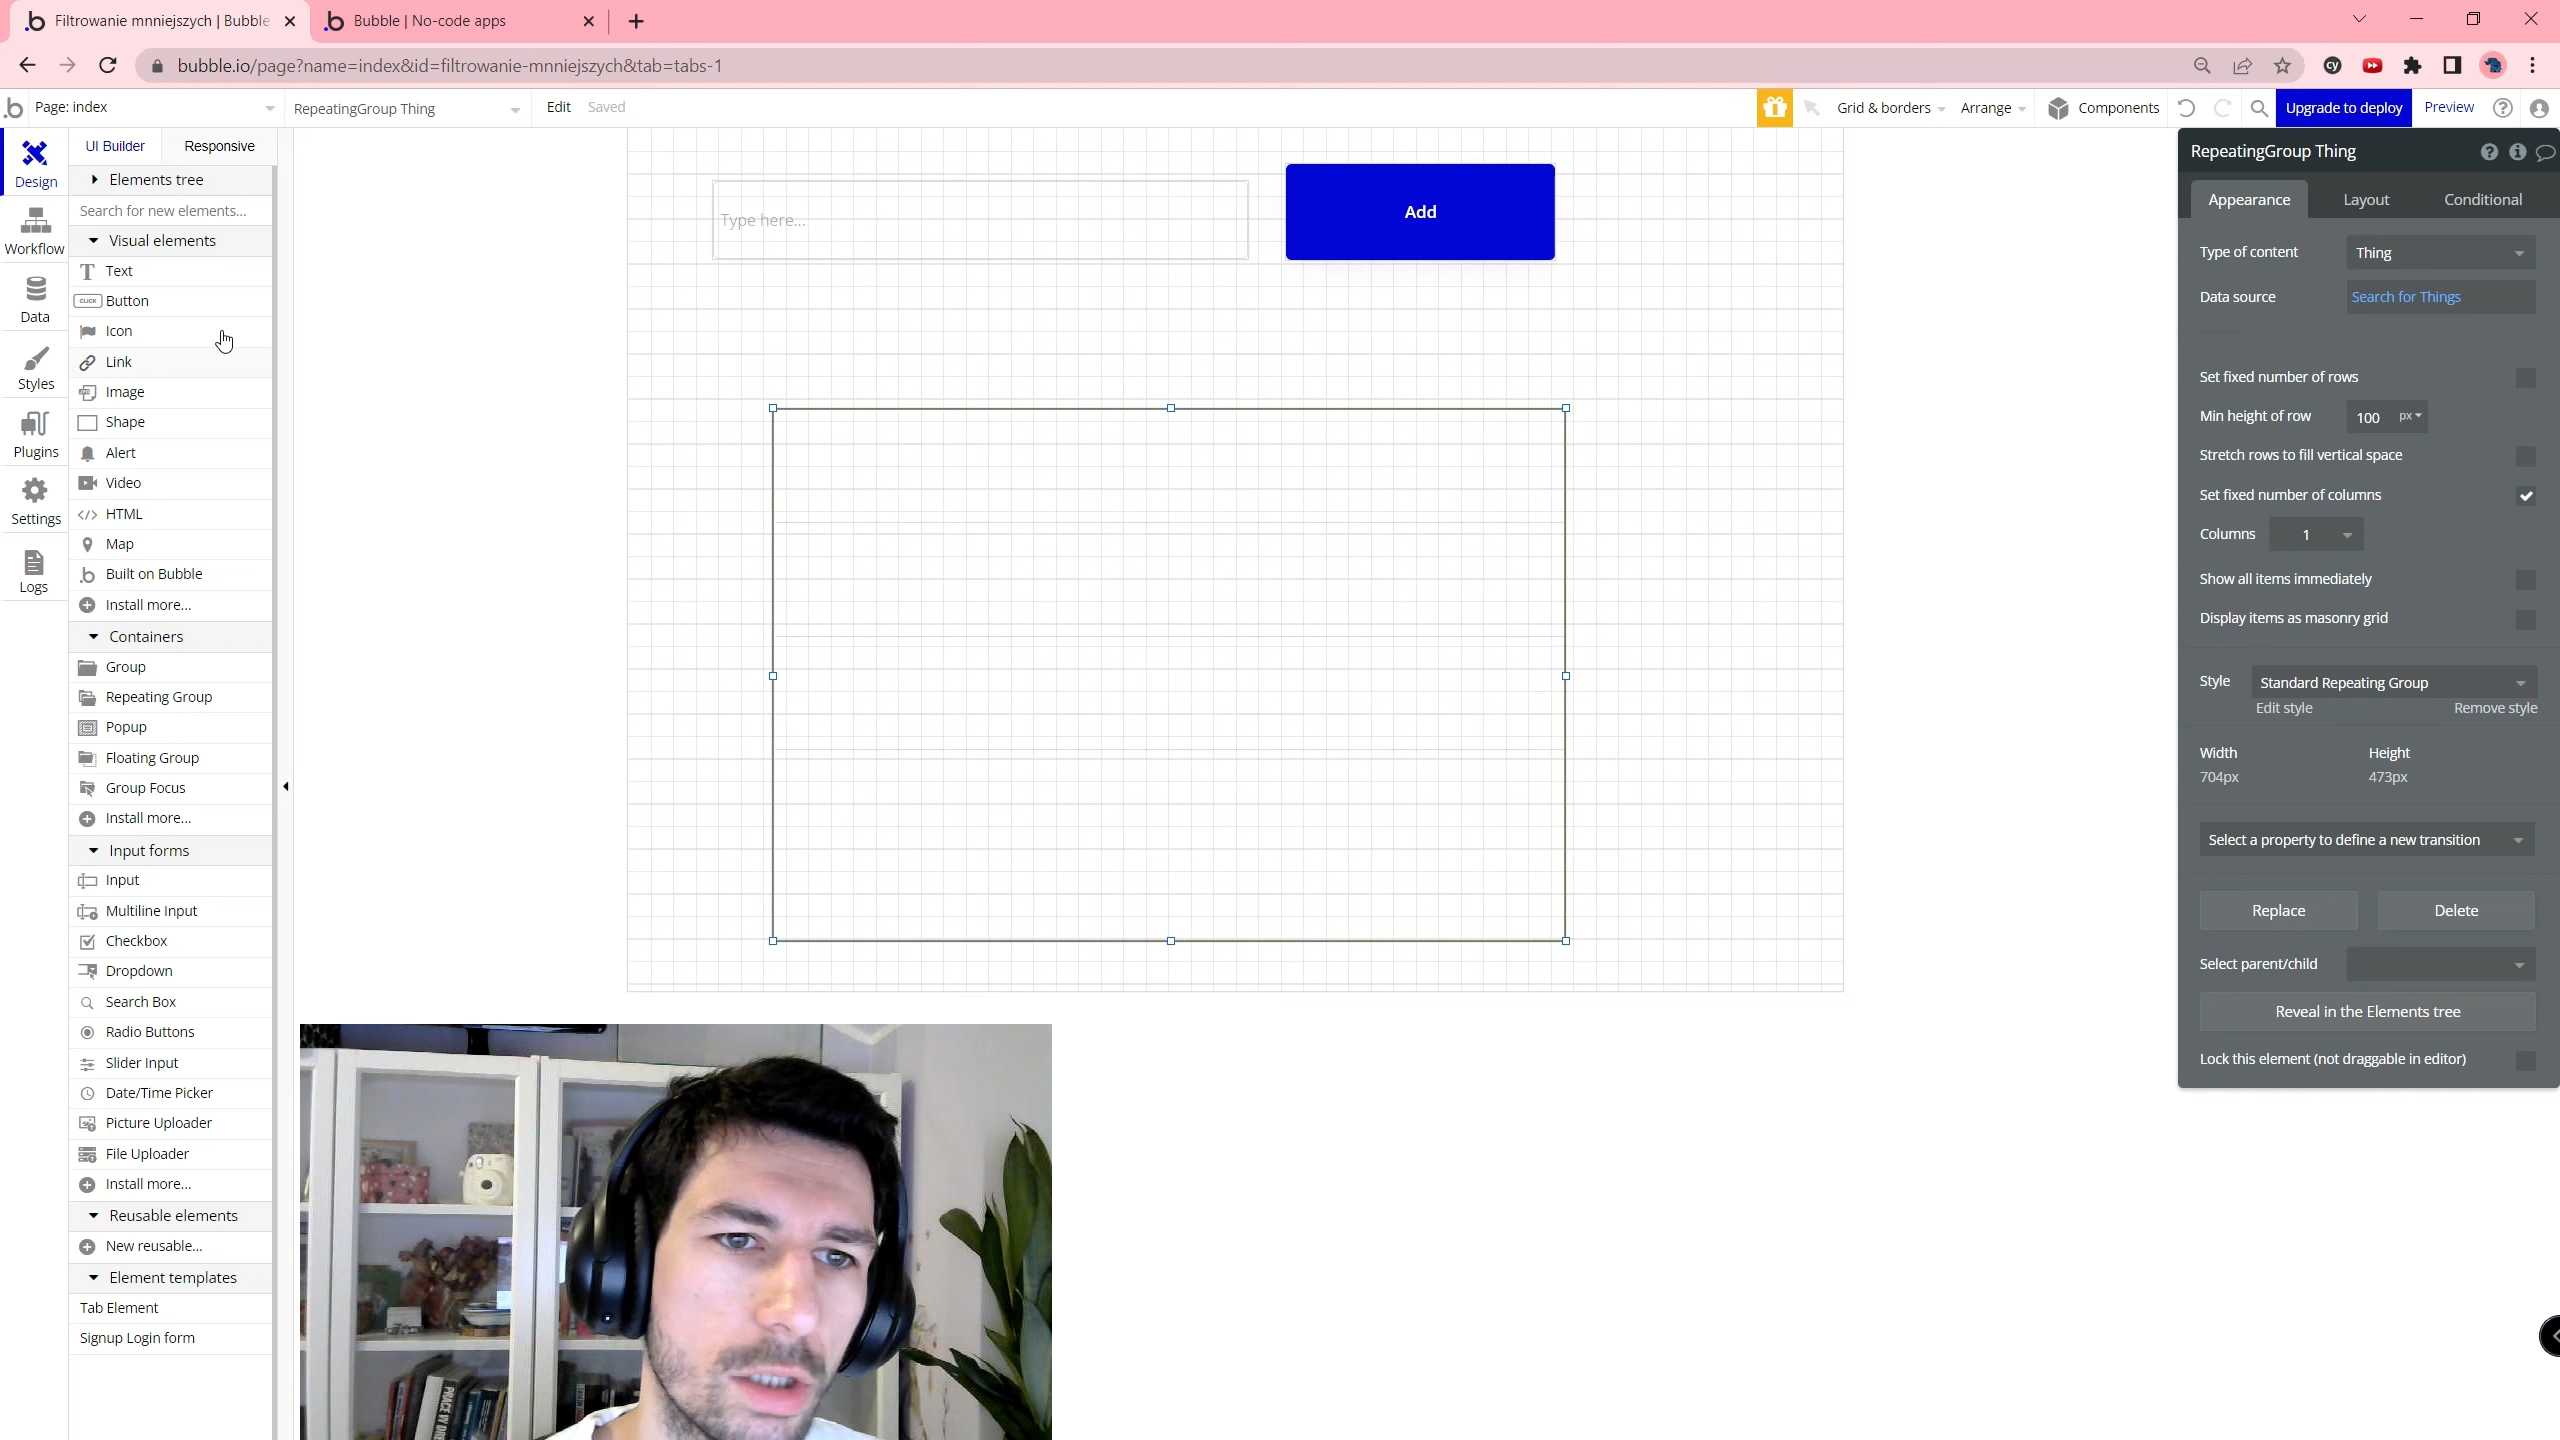 Filtrowanie mnniejszych | Bubble
Bubble | No-code apps
bubble.io/page?name=index&id=filtrowanie-mnniejszych&tab=tabs-1
Page: index
RepeatingGroup Thing
Edit
Saved
Grid & borders
Arrange
Components
Upgrade to deploy
Preview
Design
Workflow
Data
Styles
Plugins
Settings
Logs
UI Builder
Responsive
Elements tree
Search for new elements...
Visual elements
Text
CLICK Button
Icon
Link
Image
Shape
Alert
Video
HTML
Map
Built on Bubble
Install more...
Containers
Group
Repeating Group
Popup
Floating Group
Group Focus
Install more...
Input forms
Input
Multiline Input
Checkbox
Dropdown
Search Box
Radio Buttons
Slider Input
Date/Time Picker
Picture Uploader
File Uploader
Install more...
Reusable elements
New reusable...
Element templates
Tab Element
Signup Login form
Type here...
Add
RepeatingGroup Thing
Appearance
Layout
Conditional
Type of content
Thing
Data source
Search for Things
Set fixed number of rows
Min height of row
100
px
Stretch rows to fill vertical space
Set fixed number of columns
Columns
1
Show all items immediately
Display items as masonry grid
Style
Standard Repeating Group
Edit style
Remove style
Width
Height
704px
473px
Select a property to define a new transition
Replace
Delete
Select parent/child
Reveal in the Elements tree
Lock this element (not draggable in editor)